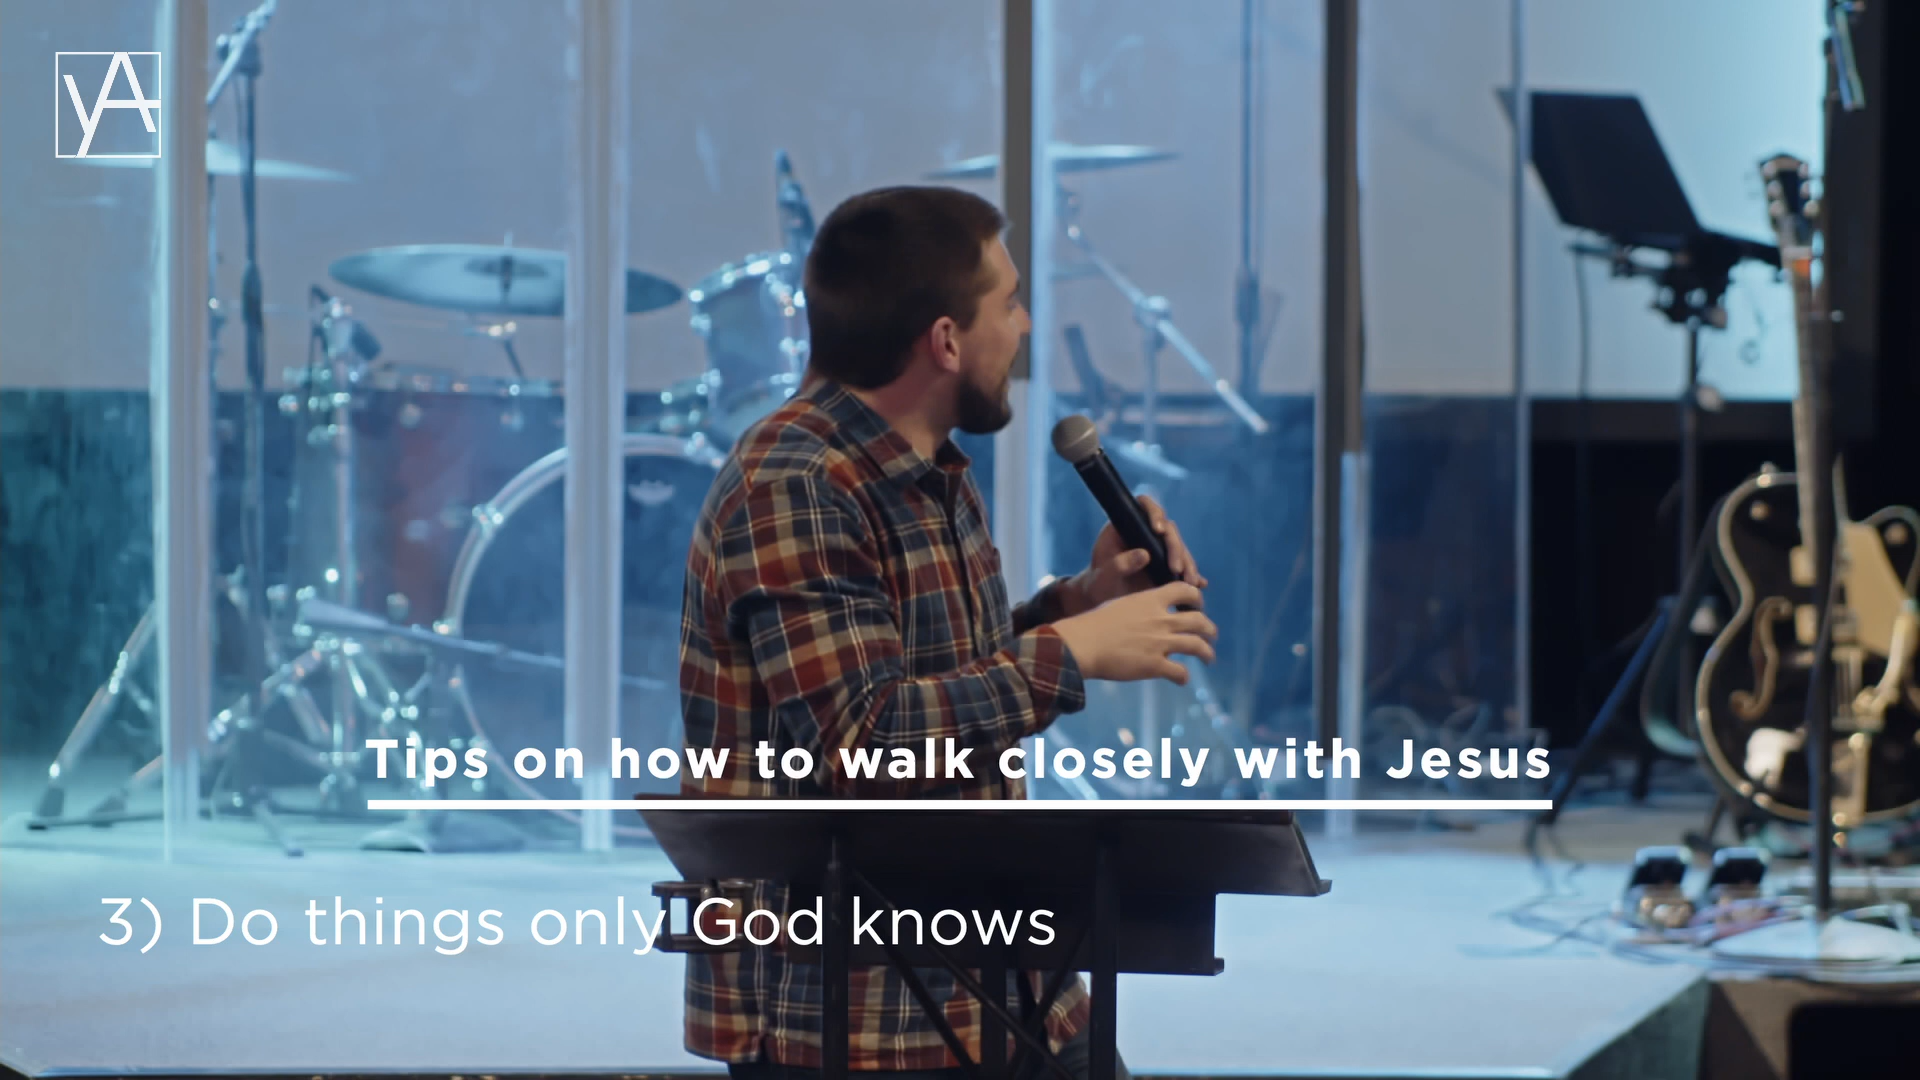 yA
Tips on how to walk closely with Jesus
3) Do things only God knows